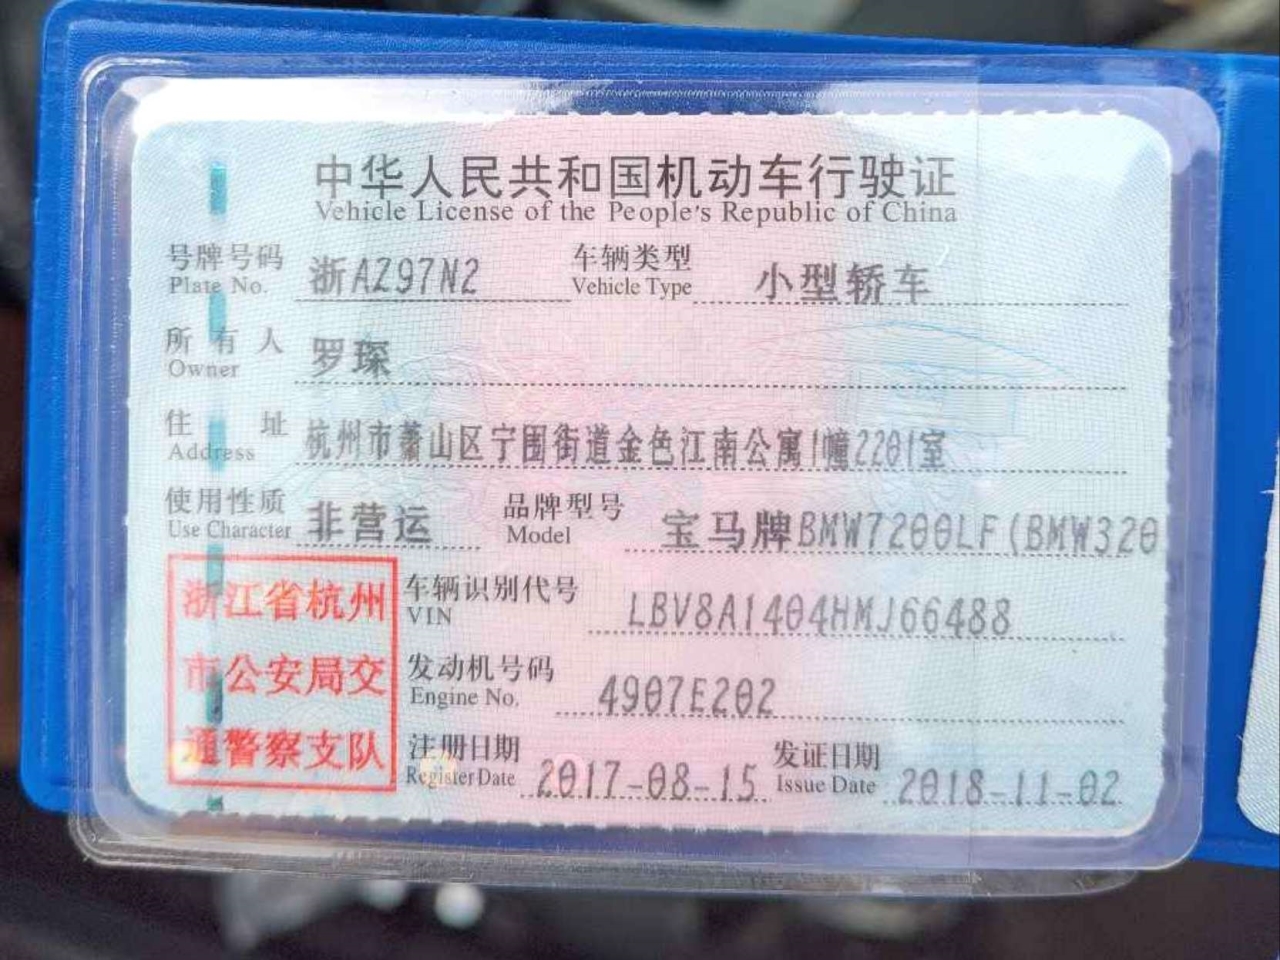 中华人民共和国机动车行驶证
Vehicle License of the People's Republic of China
号牌号码 浙AZ97N2 车辆类型 小型轿车
Plate No. Vehicle Type
所有人 罗琛
Owner
住址 杭州市萧山区宁围街道金色江南公寓1幢2201室
Address
使用性质 非营运 品牌型号 宝马牌BMW7200LF(BMW320
Use Character Model
浙江省杭州
市公安局交
通警察支队
车辆识别代号 LBV8A1404HMJ66488
VIN
发动机号码 4907E202
Engine No.
注册日期 2017-08-15 发证日期 2018-11-02
Register Date Issue Date